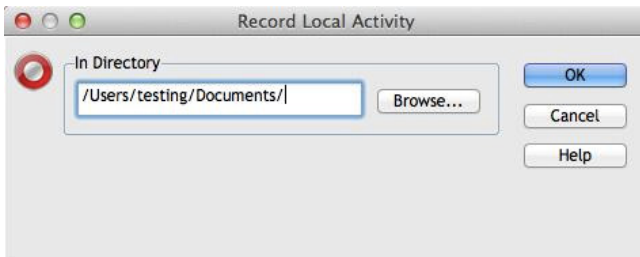 Record Local Activity
In Directory
/Users/testing/Documents/
Browse...
OK
Cancel
Help